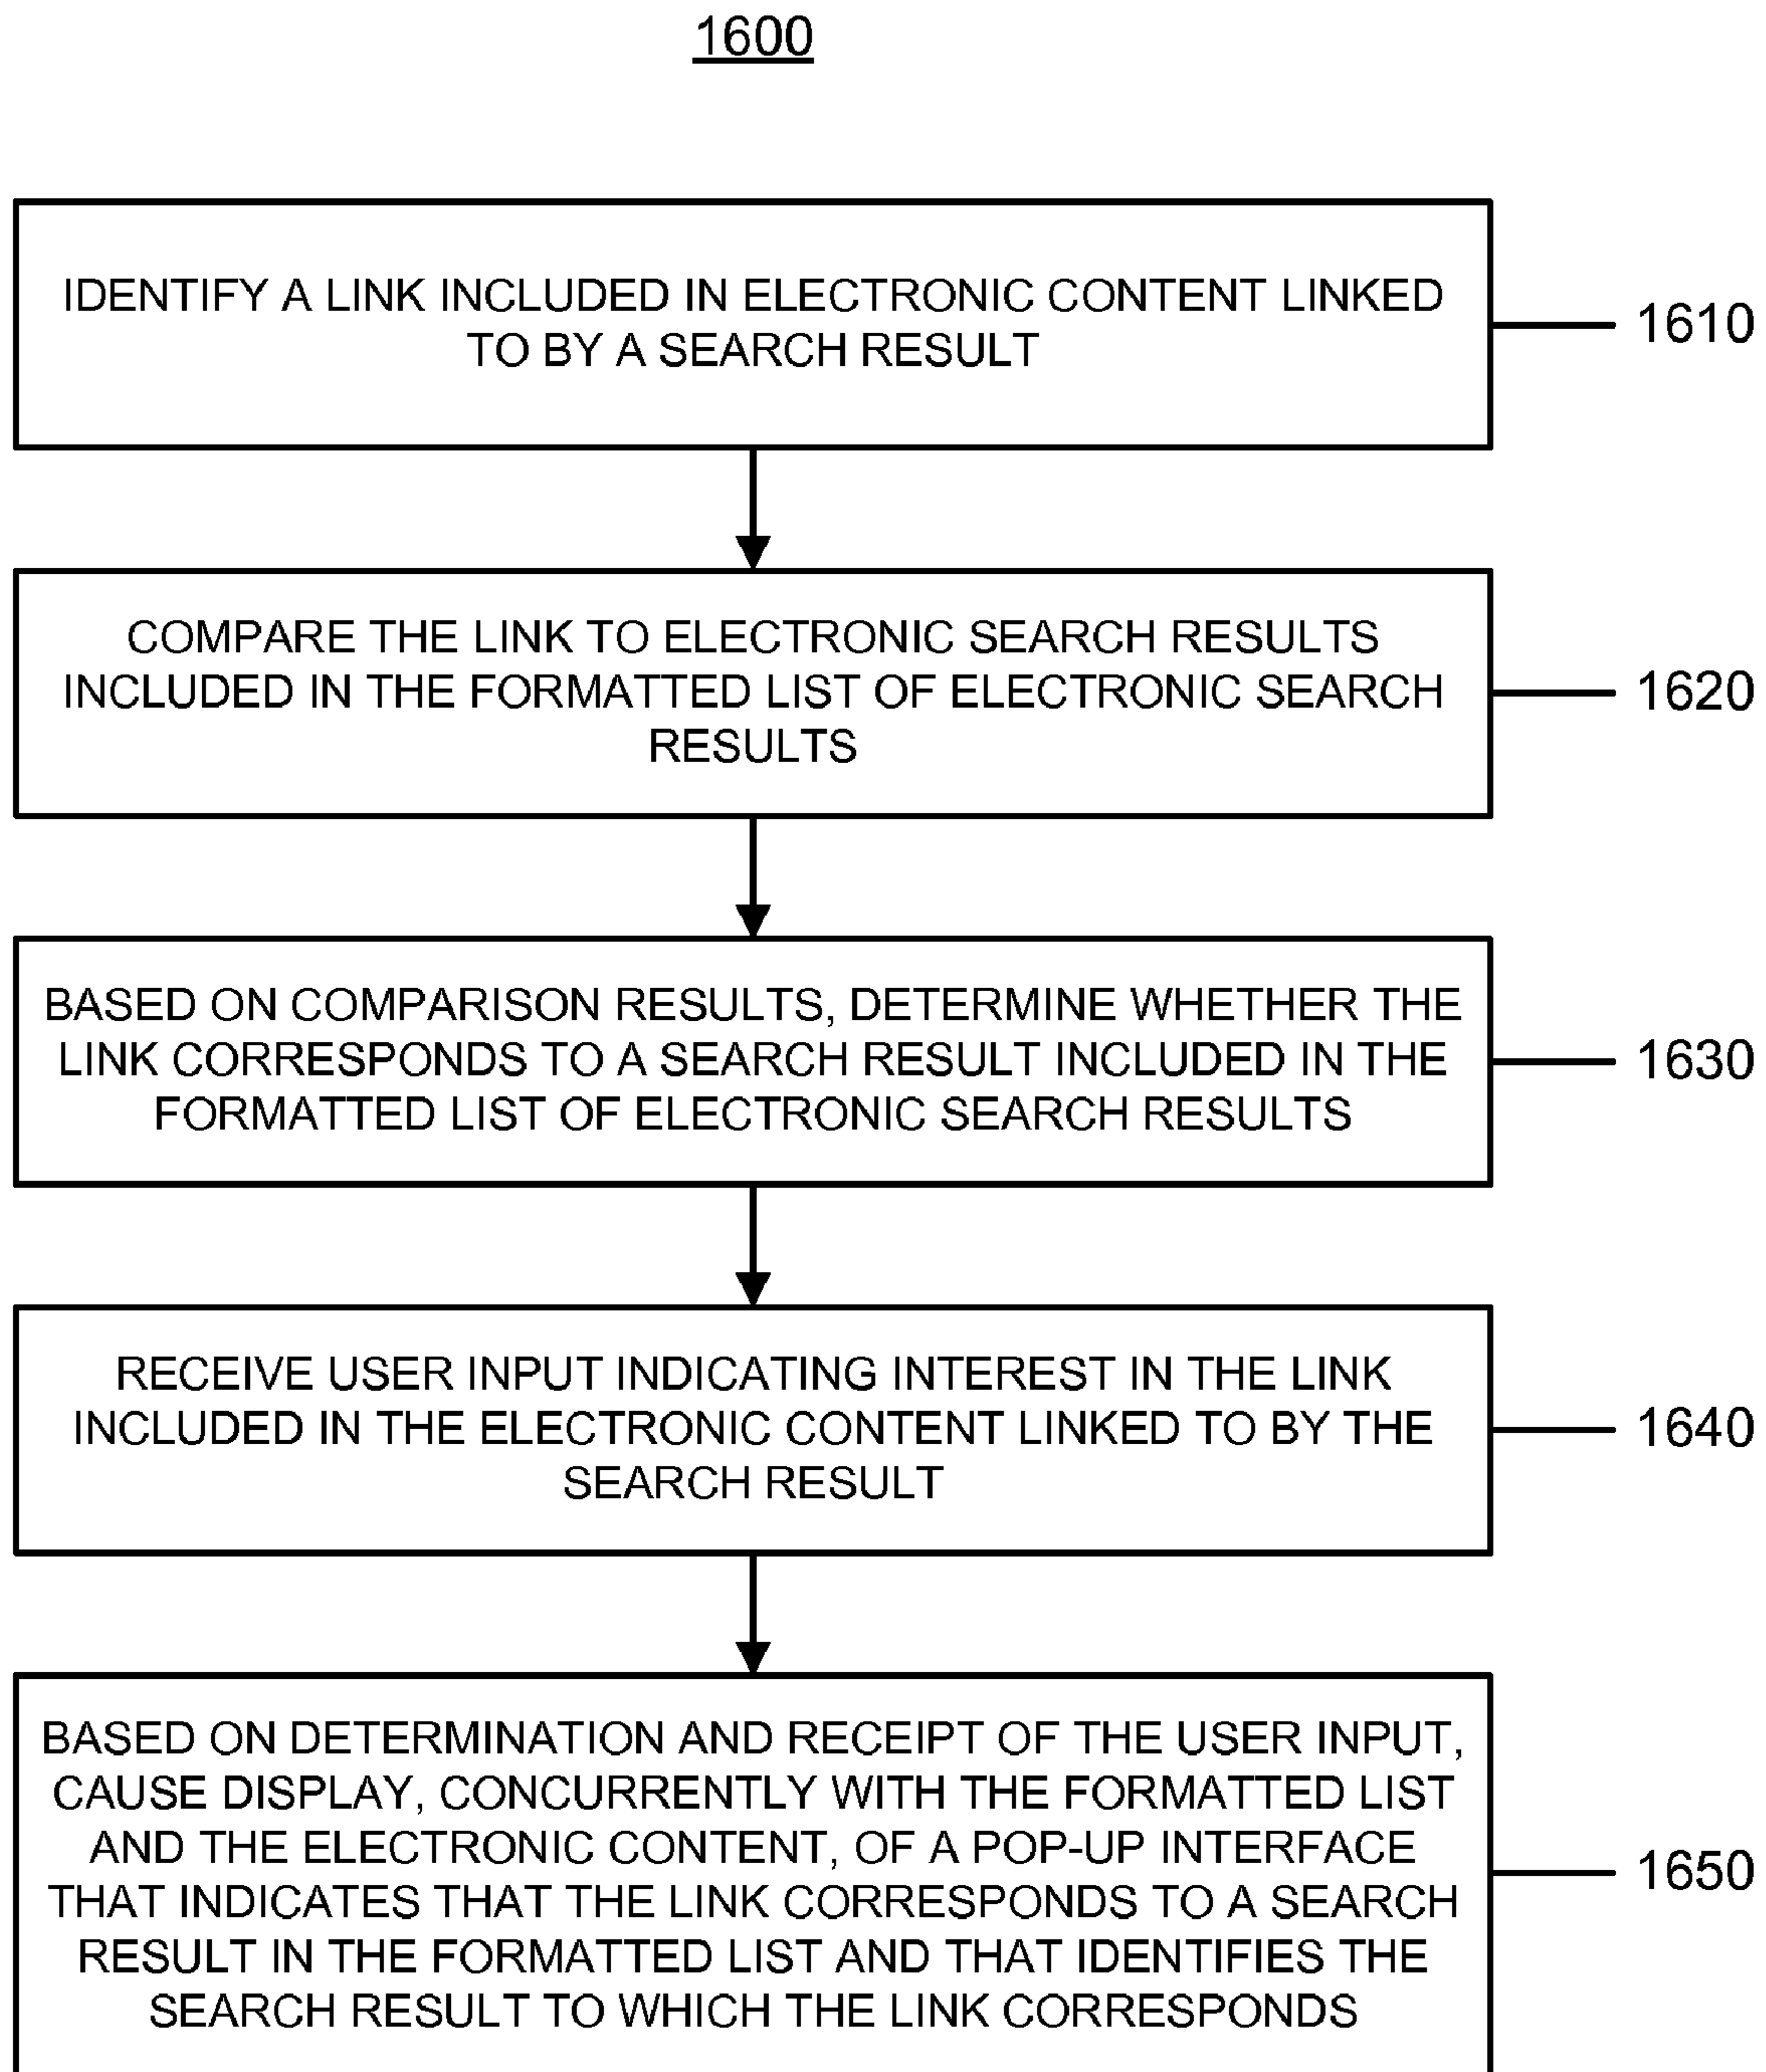 1600
IDENTIFY A LINK INCLUDED IN ELECTRONIC CONTENT LINKED
TO BY A SEARCH RESULT
1610
COMPARE THE LINK TO ELECTRONIC SEARCH RESULTS
INCLUDED IN THE FORMATTED LIST OF ELECTRONIC SEARCH
RESULTS
1620
BASED ON COMPARISON RESULTS, DETERMINE WHETHER THE
LINK CORRESPONDS TO A SEARCH RESULT INCLUDED IN THE
FORMATTED LIST OF ELECTRONIC SEARCH RESULTS
1630
RECEIVE USER INPUT INDICATING INTEREST IN THE LINK
INCLUDED IN THE ELECTRONIC CONTENT LINKED TO BY THE
SEARCH RESULT
1640
BASED ON DETERMINATION AND RECEIPT OF THE USER INPUT,
CAUSE DISPLAY, CONCURRENTLY WITH THE FORMATTED LIST
AND THE ELECTRONIC CONTENT, OF A POP-UP INTERFACE
THAT INDICATES THAT THE LINK CORRESPONDS TO A SEARCH
RESULT IN THE FORMATTED LIST AND THAT IDENTIFIES THE
SEARCH RESULT TO WHICH THE LINK CORRESPONDS
1650